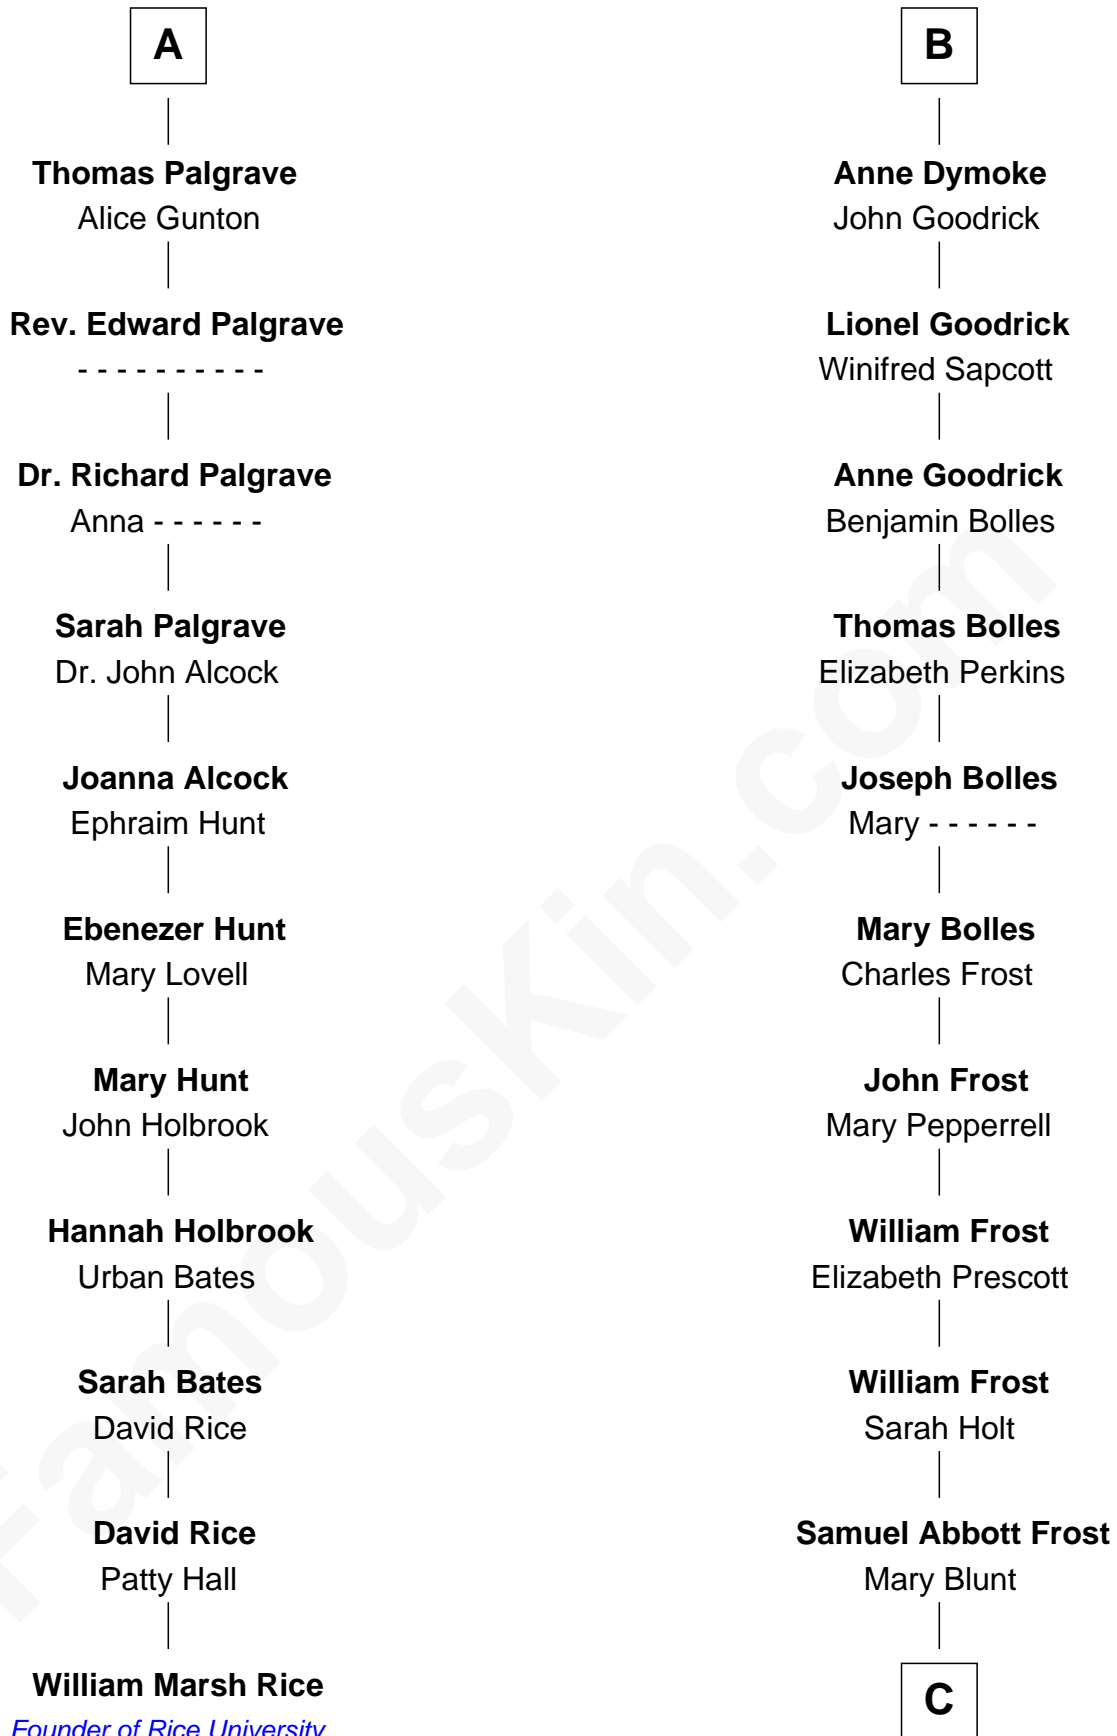 A
Thomas Palgrave
Alice Gunton
Rev. Edward Palgrave
- - - - - - - - - -
Dr. Richard Palgrave
Anna - - - - - -
Sarah Palgrave
Dr. John Alcock
Joanna Alcock
Ephraim Hunt
Ebenezer Hunt
Mary Lovell
Mary Hunt
John Holbrook
Hannah Holbrook
Urban Bates
Sarah Bates
David Rice
David Rice
Patty Hall
William Marsh Rice
Founder of Rice University
B
Anne Dymoke
John Goodrick
Lionel Goodrick
Winifred Sapcott
Anne Goodrick
Benjamin Bolles
Thomas Bolles
Elizabeth Perkins
Joseph Bolles
Mary - - - - - -
Mary Bolles
Charles Frost
John Frost
Mary Pepperrell
William Frost
Elizabeth Prescott
William Frost
Sarah Holt
Samuel Abbott Frost
Mary Blunt
C
FamousKin.com